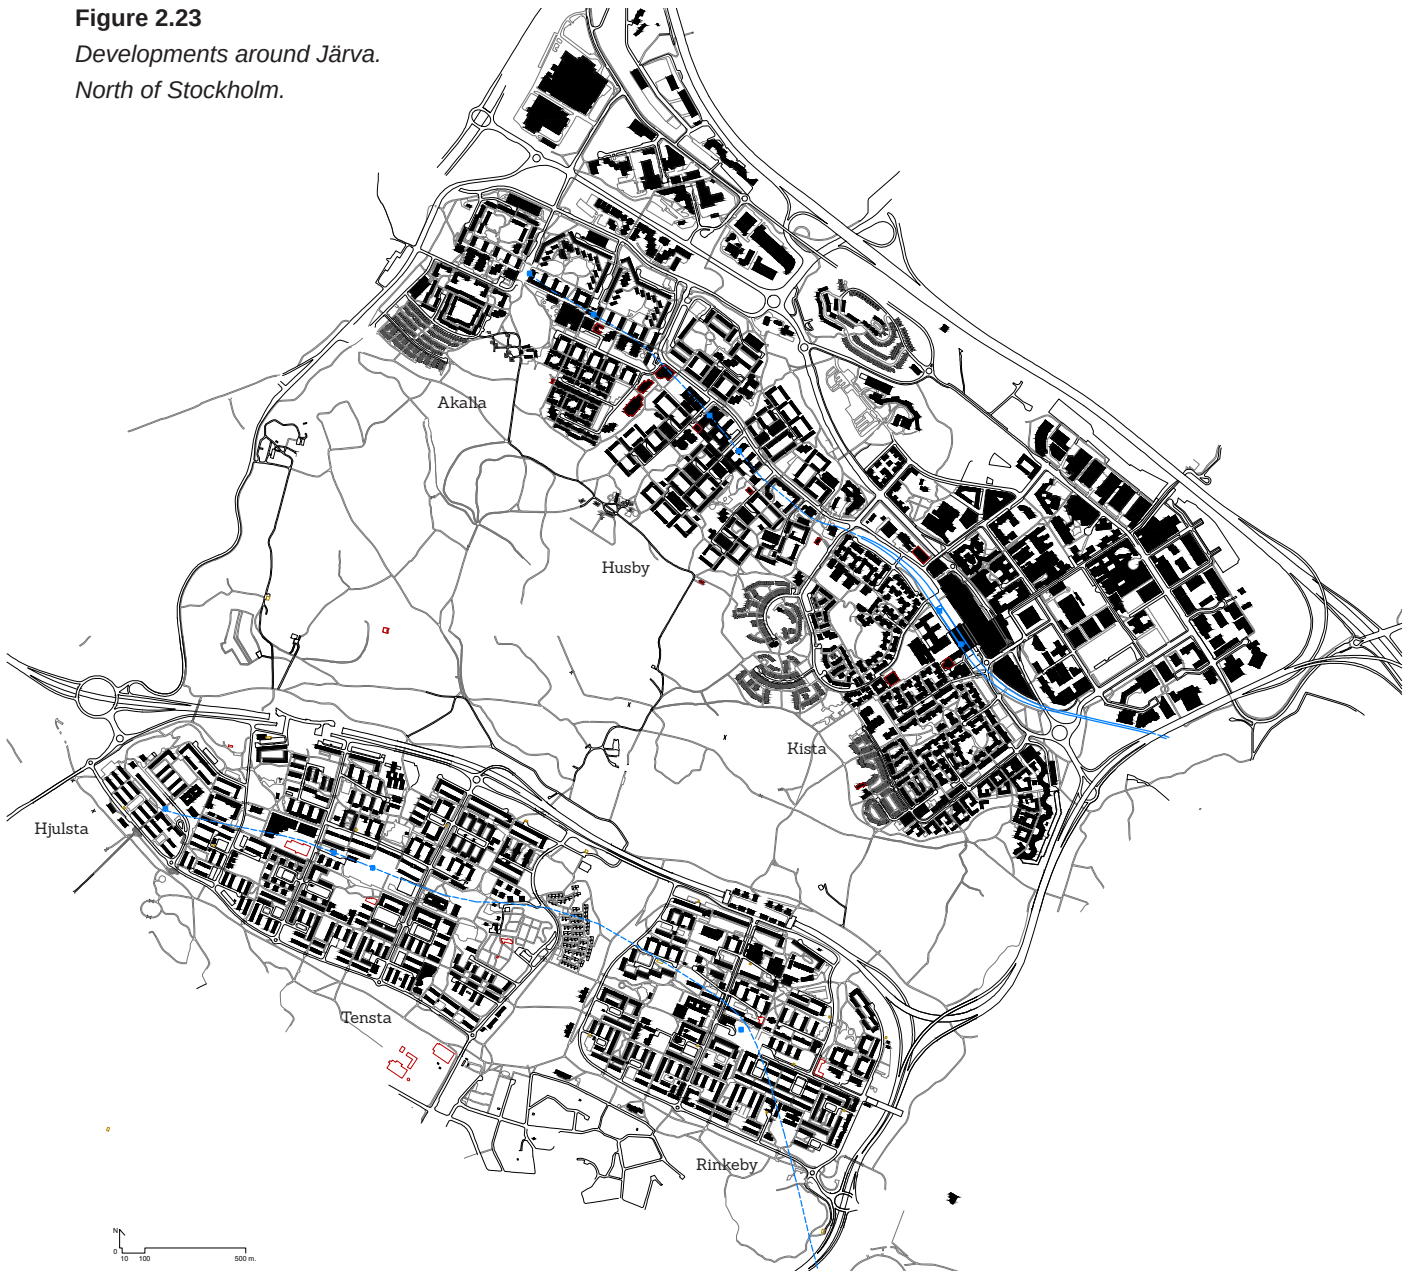 Figure 2.23
Developments around Järva.
North of Stockholm.
Akalla
Husby
Kista
Hjulsta
Tensta
Rinkeby
N
0
10 100 500 m.